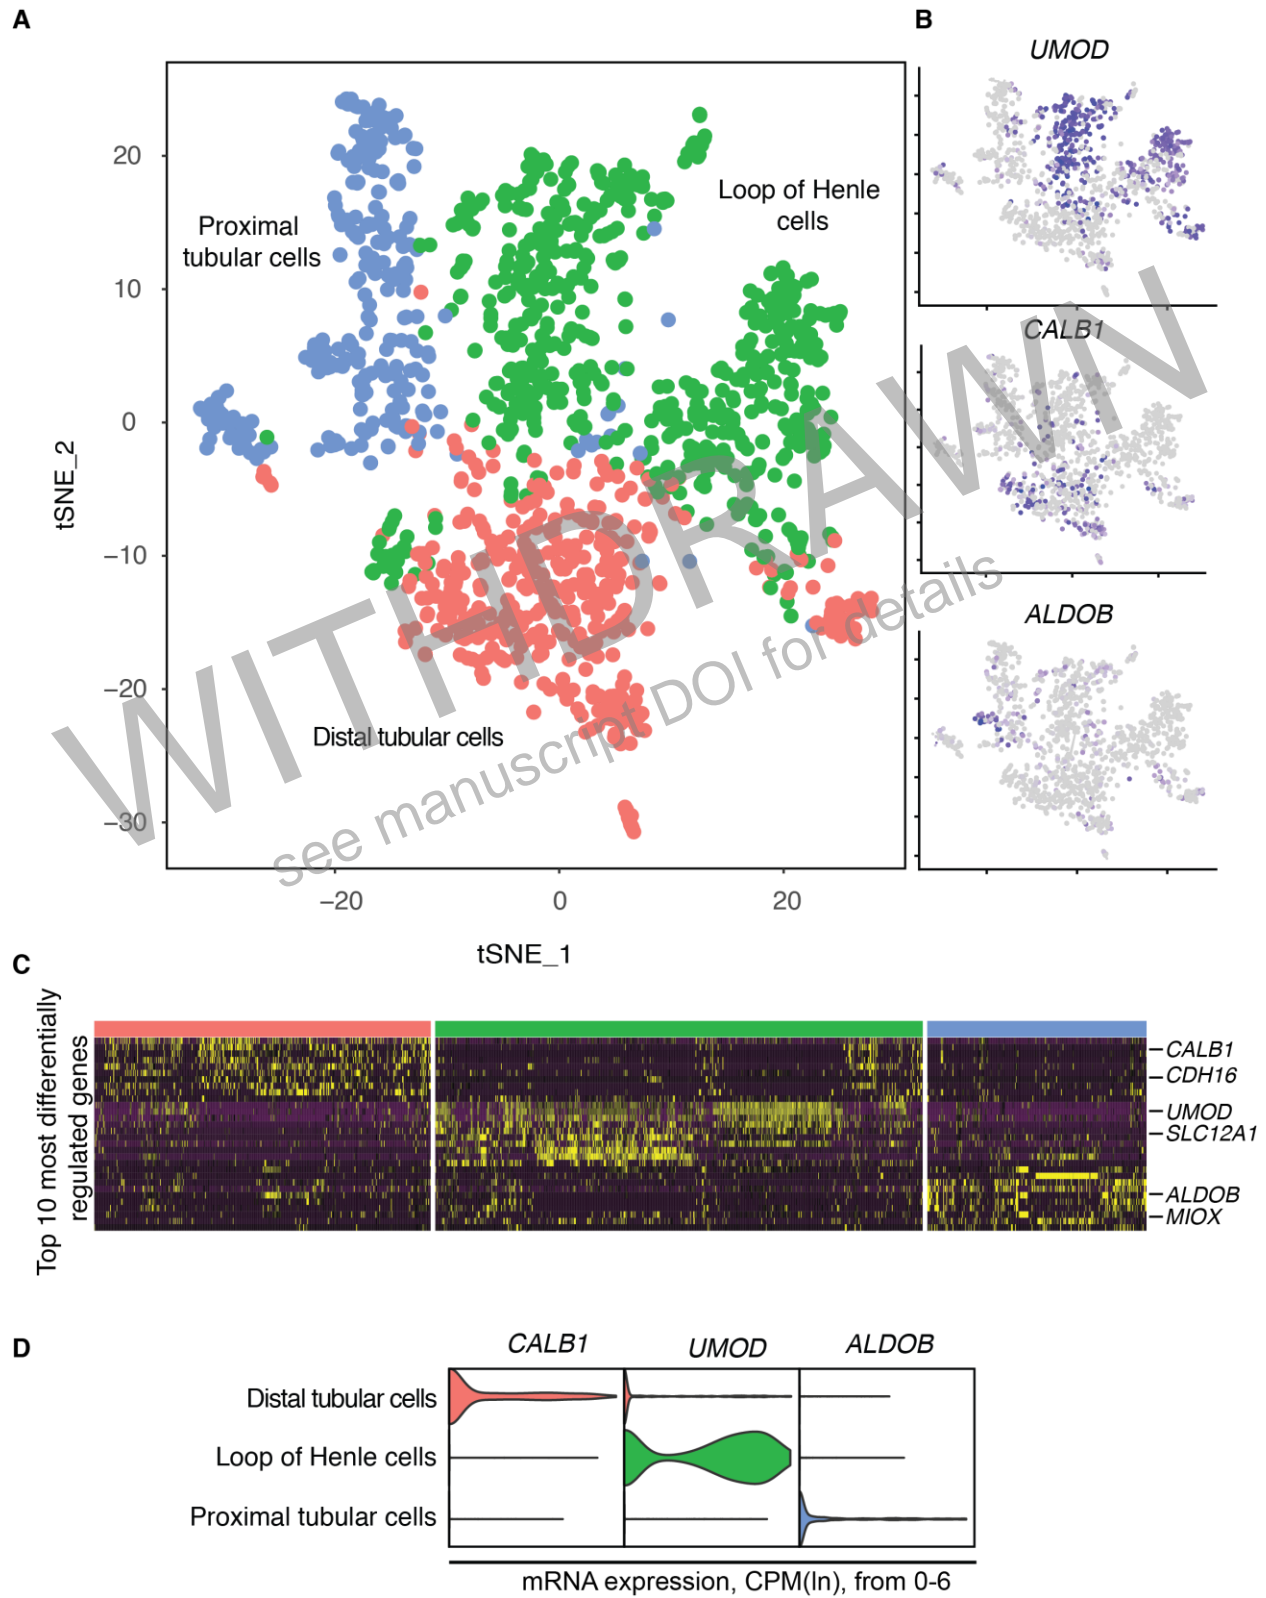 A
B
UMOD
20
10
0
−10
−20
−30
tSNE_2
Proximal
tubular cells
Loop of Henle
cells
Distal tubular cells
−20
0
20
tSNE_1
CALB1
ALDOB
WITHDRAWN
see manuscript DOI for details
C
Top 10 most differentially
regulated genes
CALB1
CDH16
UMOD
SLC12A1
ALDOB
MIOX
D
CALB1
UMOD
ALDOB
Distal tubular cells
Loop of Henle cells
Proximal tubular cells
mRNA expression, CPM(ln), from 0-6